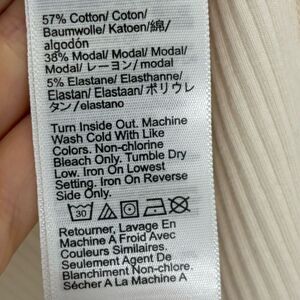 57% Cotton/ Coton/
Baumwolle/ Katoen/綿/
algodón
38% Modal/ Modal/ Modal/
Modal/ レーヨン/ modal
5% Elastane/ Elasthanne/
Elastan/ Elastaan/ ポリウレ
タン/elastano
Turn Inside Out. Machine
Wash Cold With Like
Colors. Non-chlorine
Bleach Only. Tumble Dry
Low. Iron On Lowest
Setting. Iron On Reverse
Side Only.
30
Retourner, Lavage En
Machine A Froid Avec
Couleurs Similaires.
Seulement Agent De
Blanchiment Non-chloric.
Sécher À La Machine A